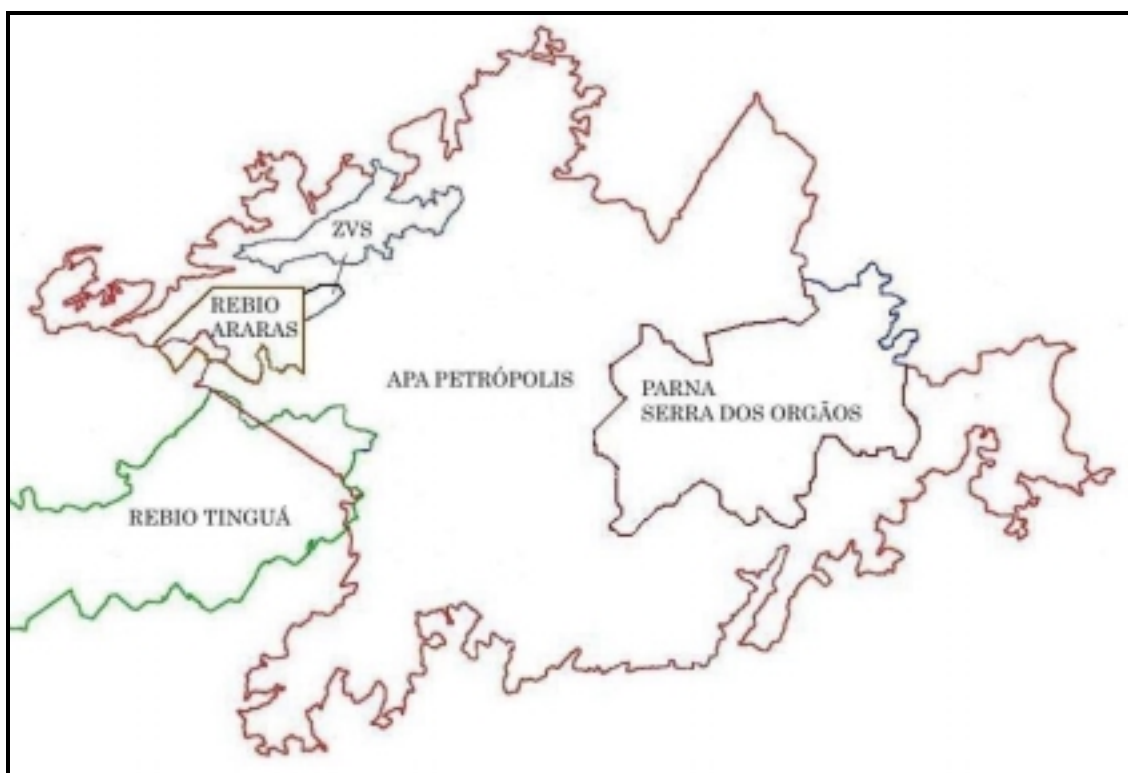 ZVS
REBIO
ARARAS
APA PETRÓPOLIS
PARNA
SERRA DOS ORGÃOS
REBIO TINGUÁ